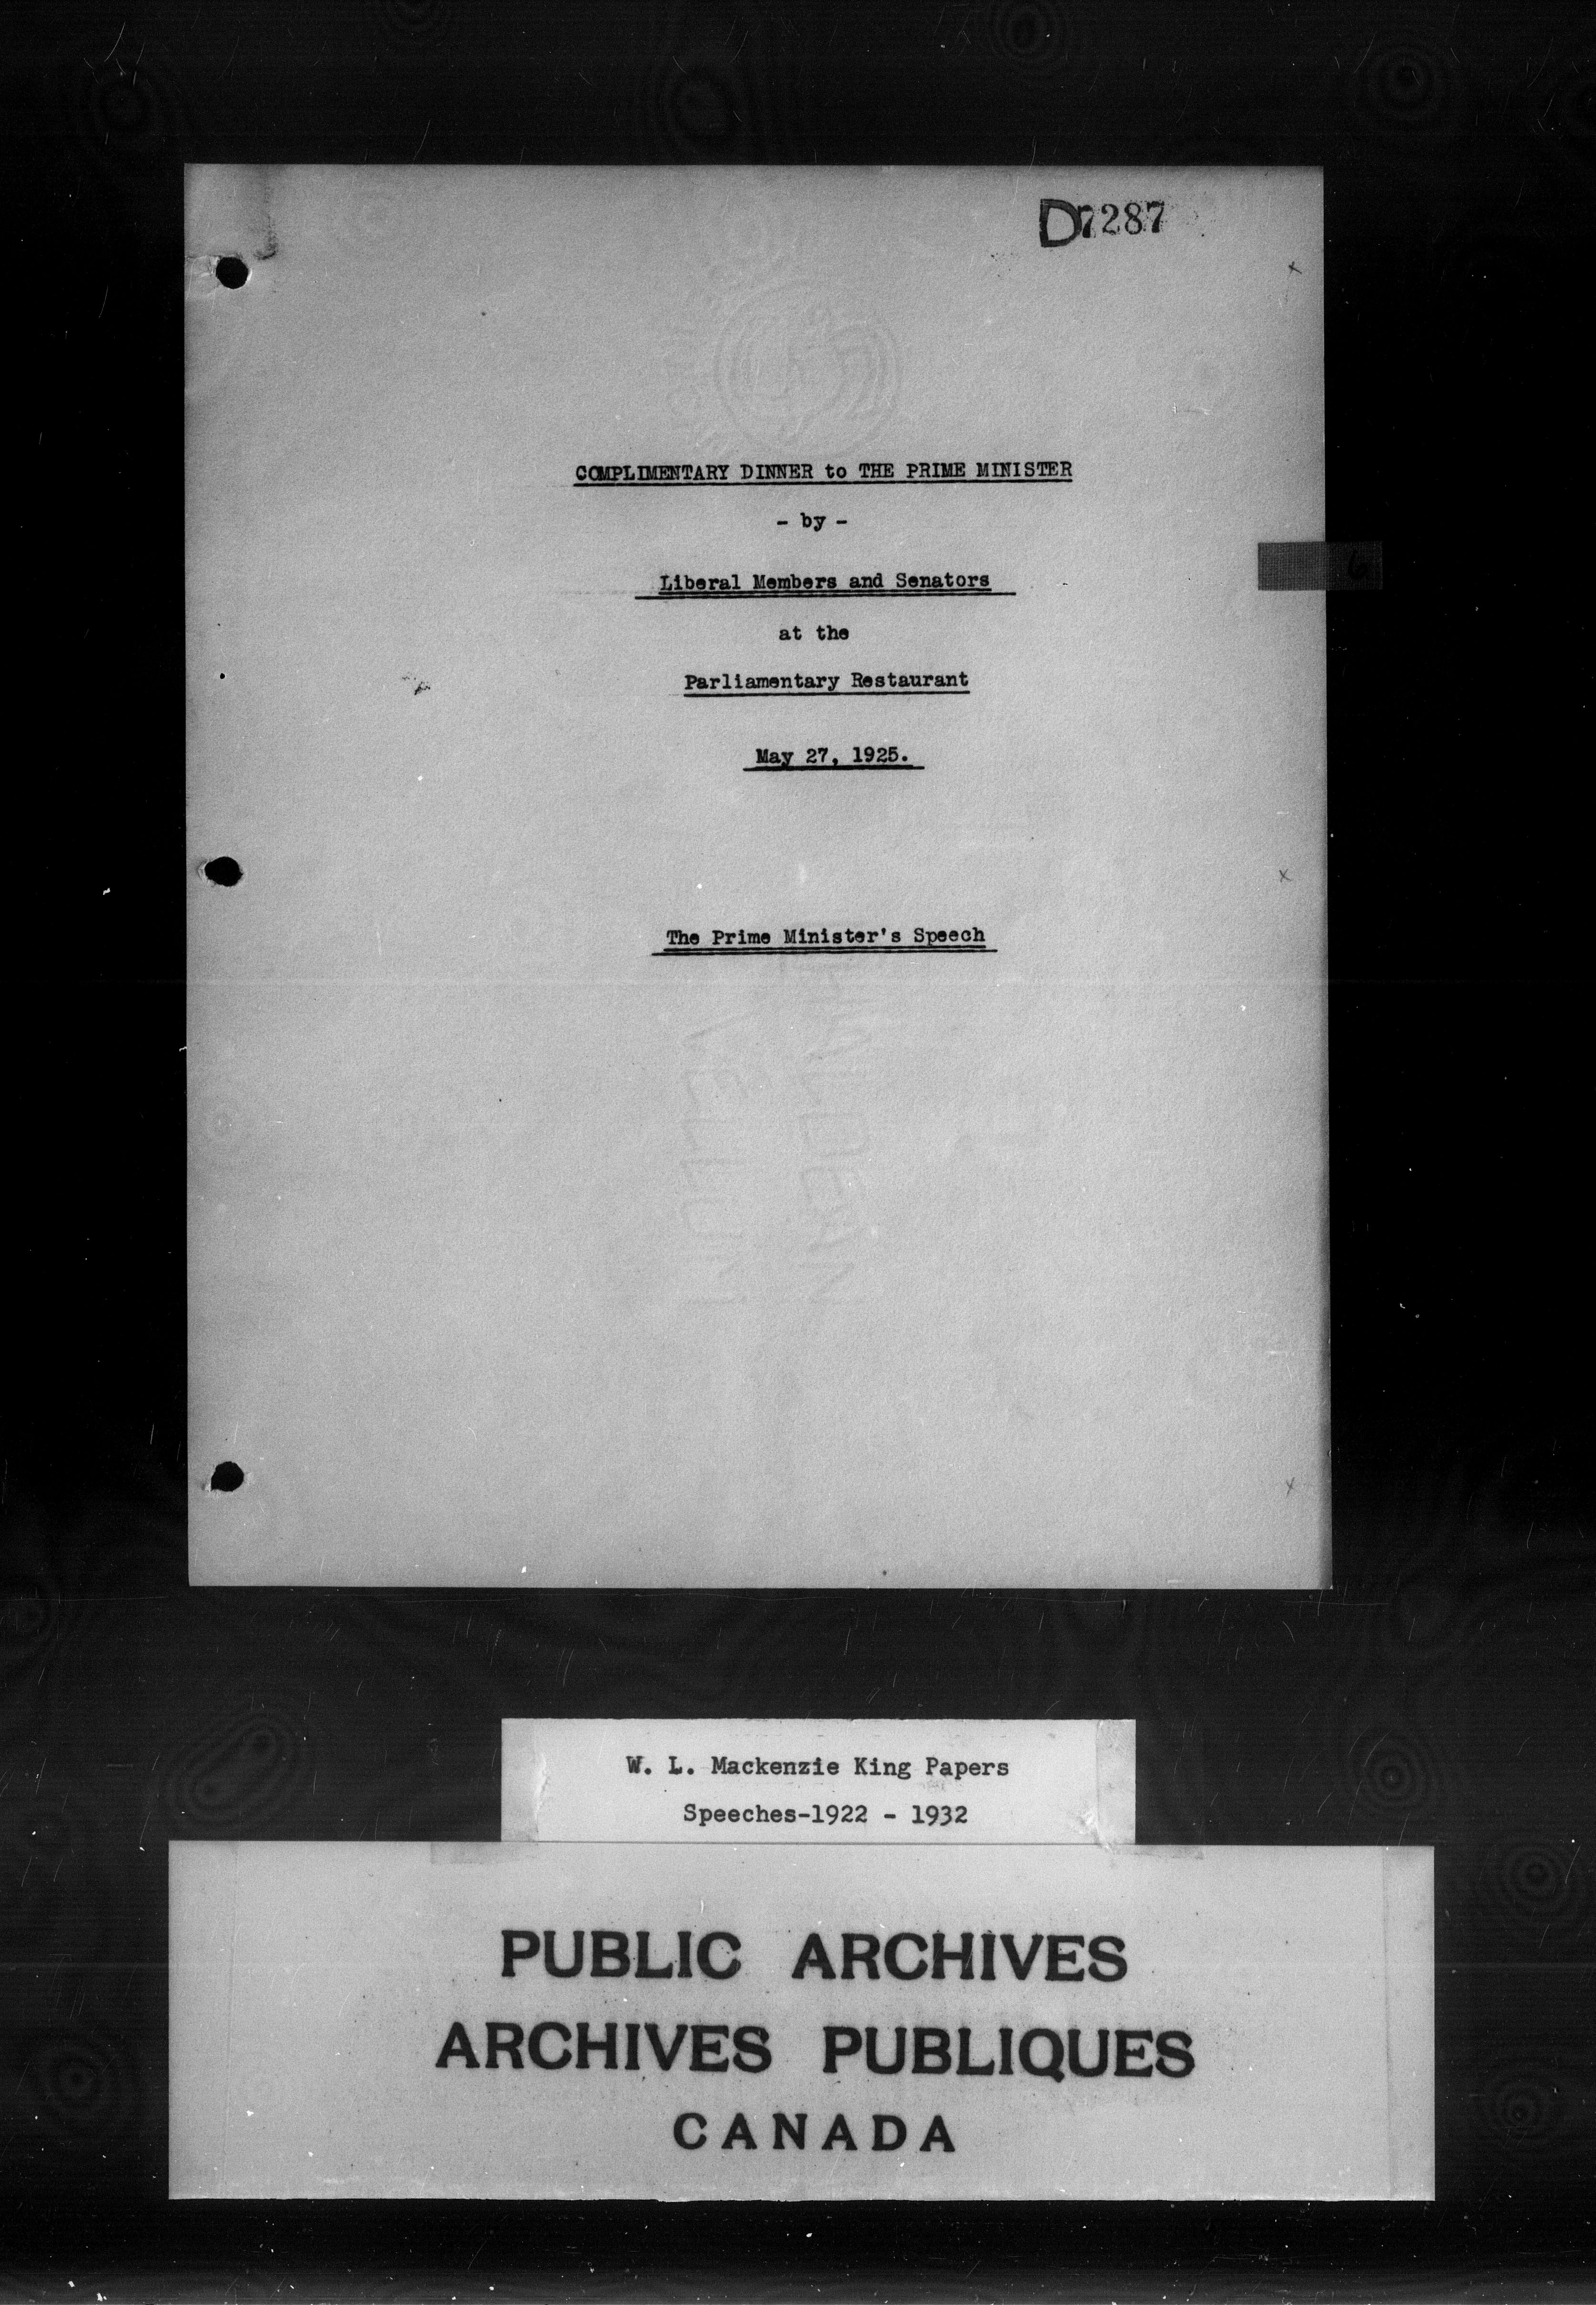 D7287
COMPLIMENTARY DINNER to THE PRIME MINISTER
- by -
Liberal Members and Senators
6
at the
Parliamentary Restaurant
May 27, 1925.
The Prime Minister's Speech
W. L. Mackenzie King Papers
Speeches-1922 - 1932
PUBLIC ARCHIVES
ARCHIVES PUBLIQUES
CANADA